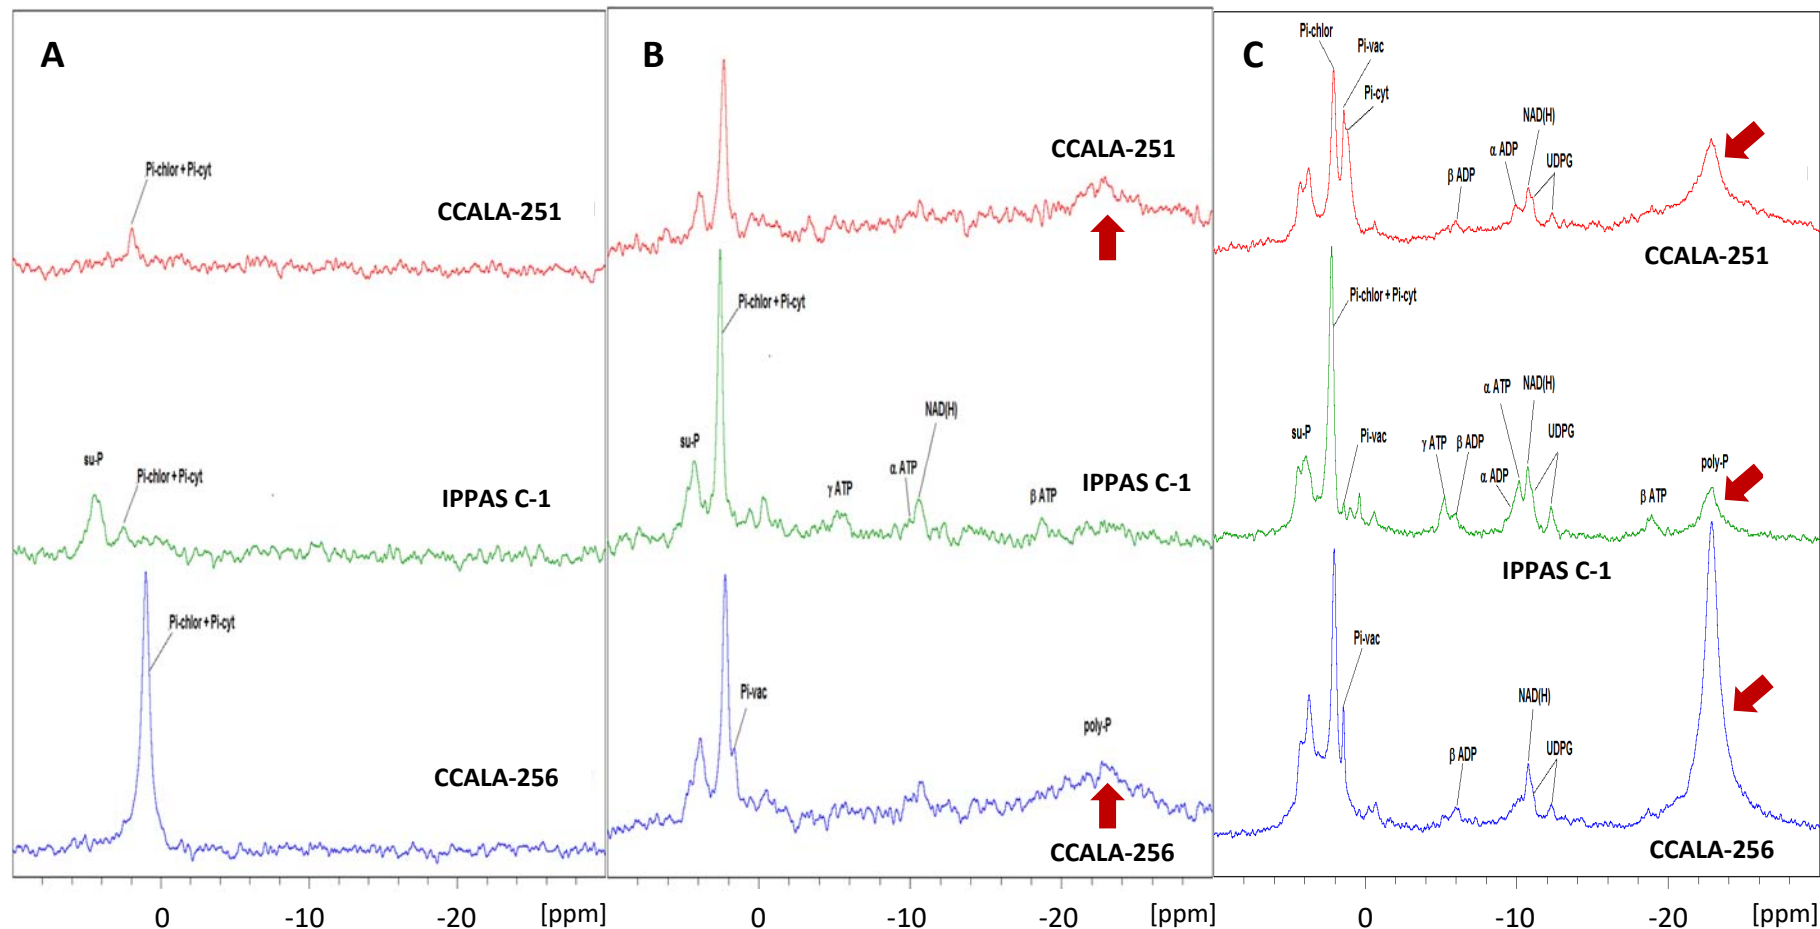 A
Pi-chlor + Pi-cyt
CCALA-251
su-P
Pi-chlor + Pi-cyt
IPPAS C-1
Pi-chlor + Pi-cyt
CCALA-256
0
-10
-20
[ppm]
B
CCALA-251
Pi-chlor + Pi-cyt
su-P
NAD(H)
α ATP
γ ATP
β ATP
IPPAS C-1
Pi-vac
poly-P
CCALA-256
0
-10
-20
[ppm]
C
Pi-chlor
Pi-vac
Pi-cyt
NAD(H)
α ADP
UDPG
β ADP
CCALA-251
Pi-chlor + Pi-cyt
α ATP
NAD(H)
su-P
Pi-vac
γ ATP
β ADP
UDPG
α ADP
poly-P
β ATP
IPPAS C-1
Pi-vac
NAD(H)
β ADP
UDPG
CCALA-256
0
-10
-20
[ppm]